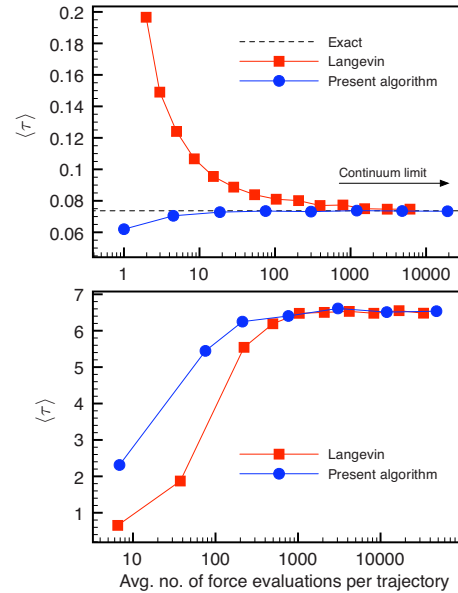 0.2
Exact
Langevin
Present algorithm
0.18
0.16
0.14
⟨τ⟩
0.12
0.1
Continuum limit
0.08
0.06
1
10
100
1000
10000
7
6
5
4
⟨τ⟩
3
Langevin
2
Present algorithm
1
10
100
1000
10000
Avg. no. of force evaluations per trajectory